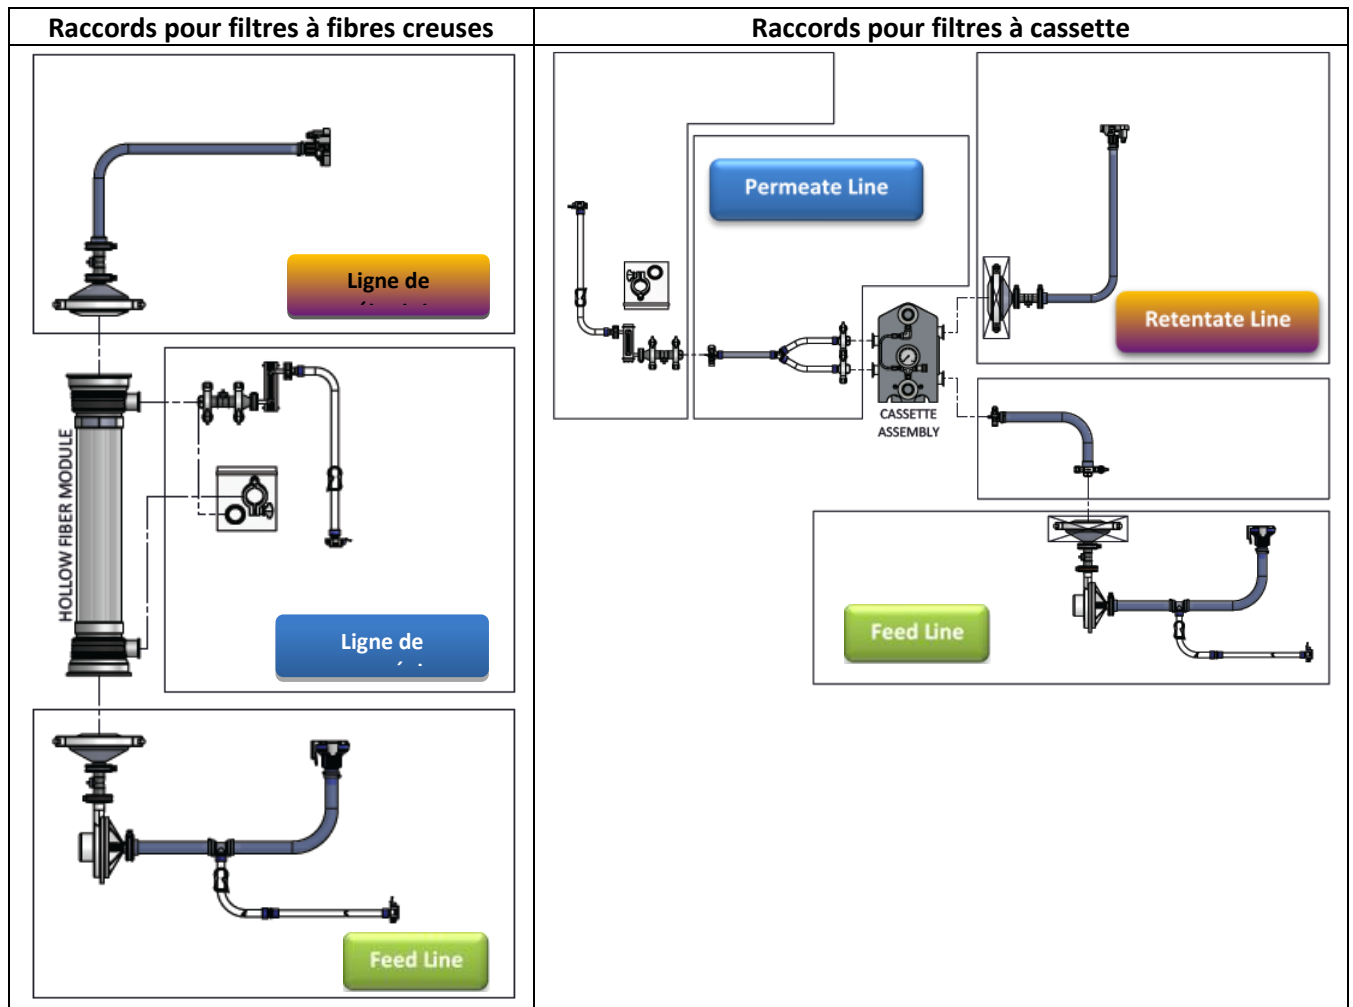 Raccords pour filtres à fibres creuses
Raccords pour filtres à cassette
Ligne de
HOLLOW FIBER MODULE
Ligne de
Feed Line
Permeate Line
CASSETTE
ASSEMBLY
Retentate Line
Feed Line